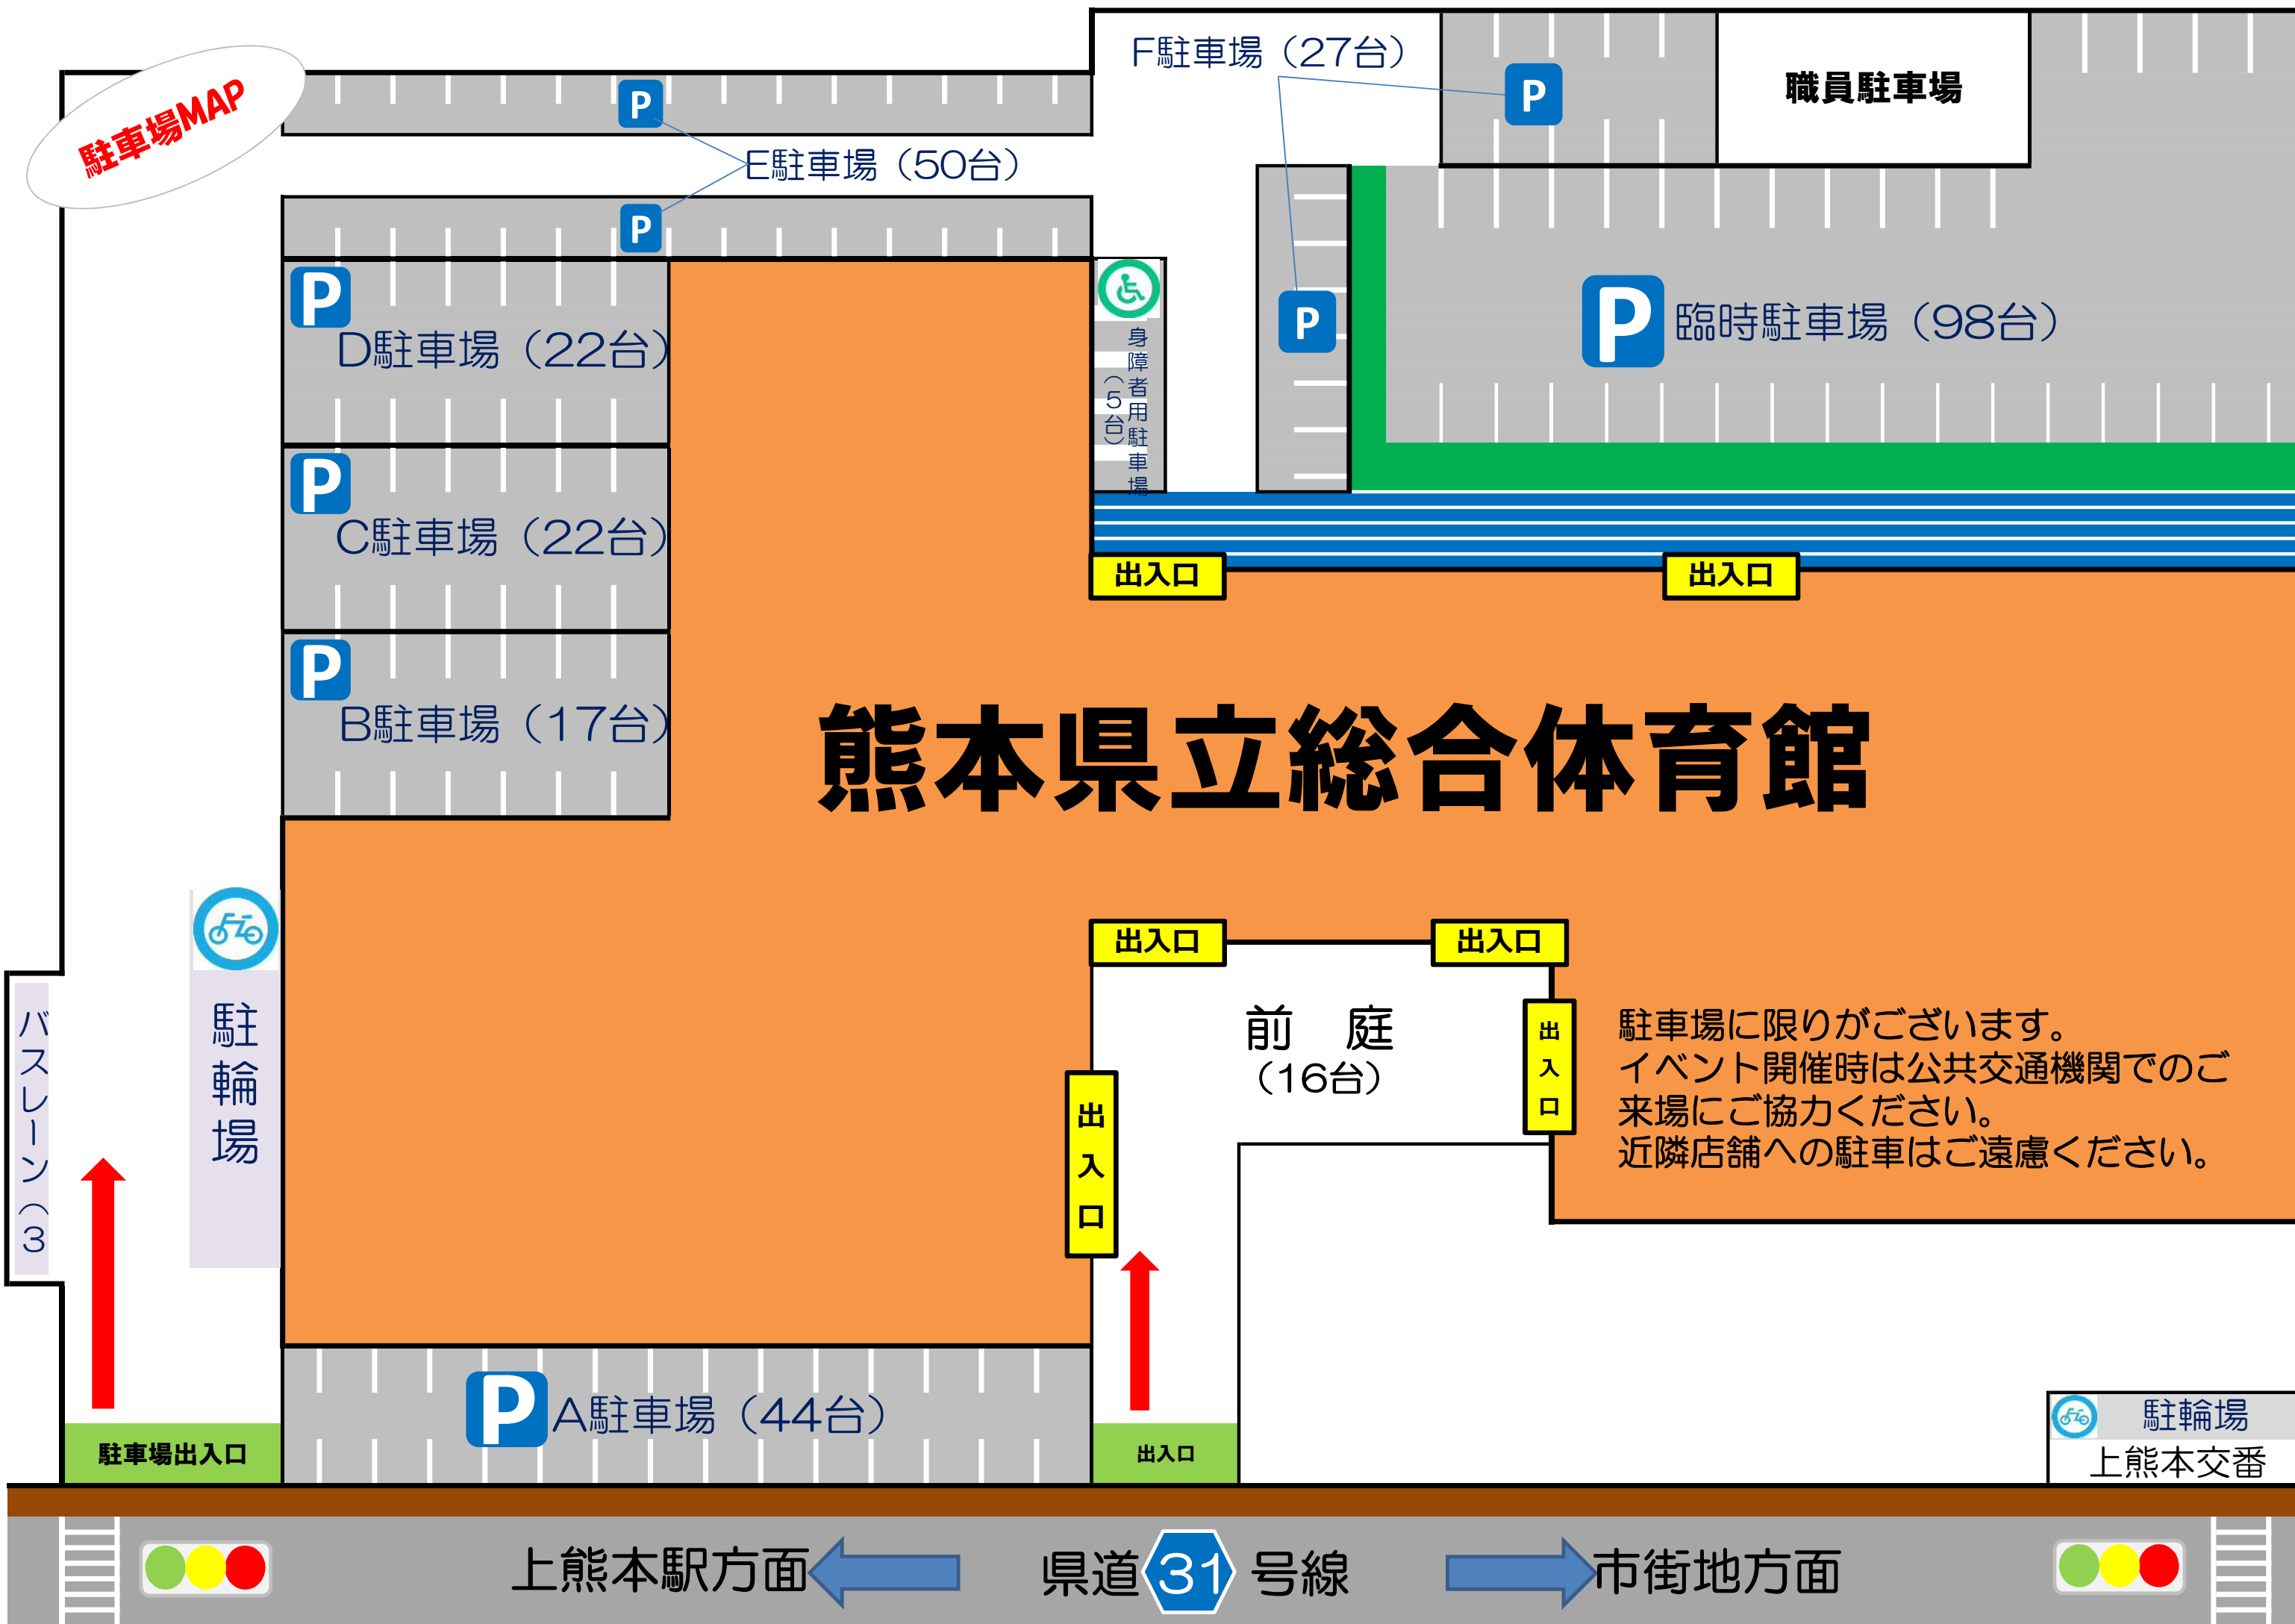 駐車場MAP
F駐車場（27台）
P
職員駐車場
P
E駐車場（50台）
P
P
D駐車場（22台）
身障者用駐車場
（5台）
P
P
臨時駐車場（98台）
P
C駐車場（22台）
出入口
出入口
P
B駐車場（17台）
熊本県立総合体育館
出入口
出入口
駐輪場
バスレーン（3
前　庭
（16台）
出入口
出入口
駐車場に限りがございます。
イベント開催時は公共交通機関でのご
来場にご協力ください。
近隣店舗への駐車はご遠慮ください。
P
A駐車場（44台）
駐車場出入口
出入口
駐輪場
上熊本交番
上熊本駅方面
県道31号線
市街地方面